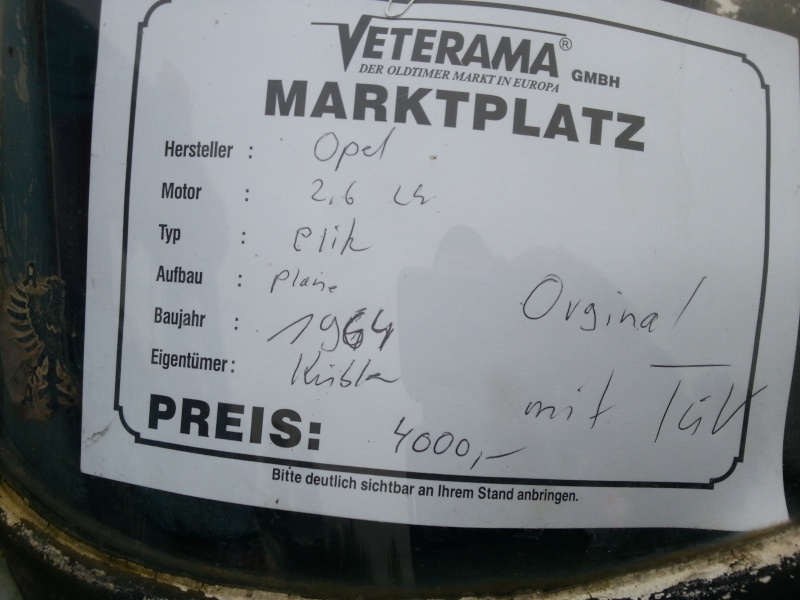 VETERAMA® GMBH
DER OLDTIMER MARKT IN EUROPA
MARKTPLATZ
Hersteller : Opel
Motor : 2,6 Ltr
Typ : Blitz
Aufbau : Plane
Baujahr : 1964
Eigentümer :
Orginal
mit TÜV
PREIS: 4000,-
Bitte deutlich sichtbar an Ihrem Stand anbringen.